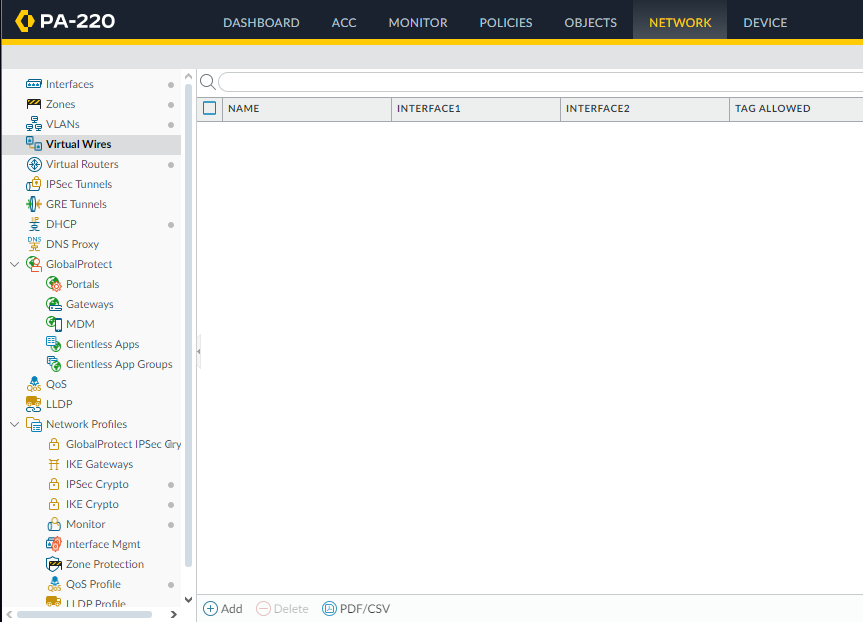 PA-220 DASHBOARD ACC MONITOR POLICIES OBJECTS NETWORK DEVICE
Interfaces
Zones
VLANs
Virtual Wires
Virtual Routers
IPSec Tunnels
GRE Tunnels
DHCP
DNS Proxy
GlobalProtect
Portals
Gateways
MDM
Clientless Apps
Clientless App Groups
QoS
LLDP
Network Profiles
GlobalProtect IPSec Cry
IKE Gateways
IPSec Crypto
IKE Crypto
Monitor
Interface Mgmt
Zone Protection
QoS Profile
LLDP Profile
NAME INTERFACE1 INTERFACE2 TAG ALLOWED
Add Delete PDF/CSV